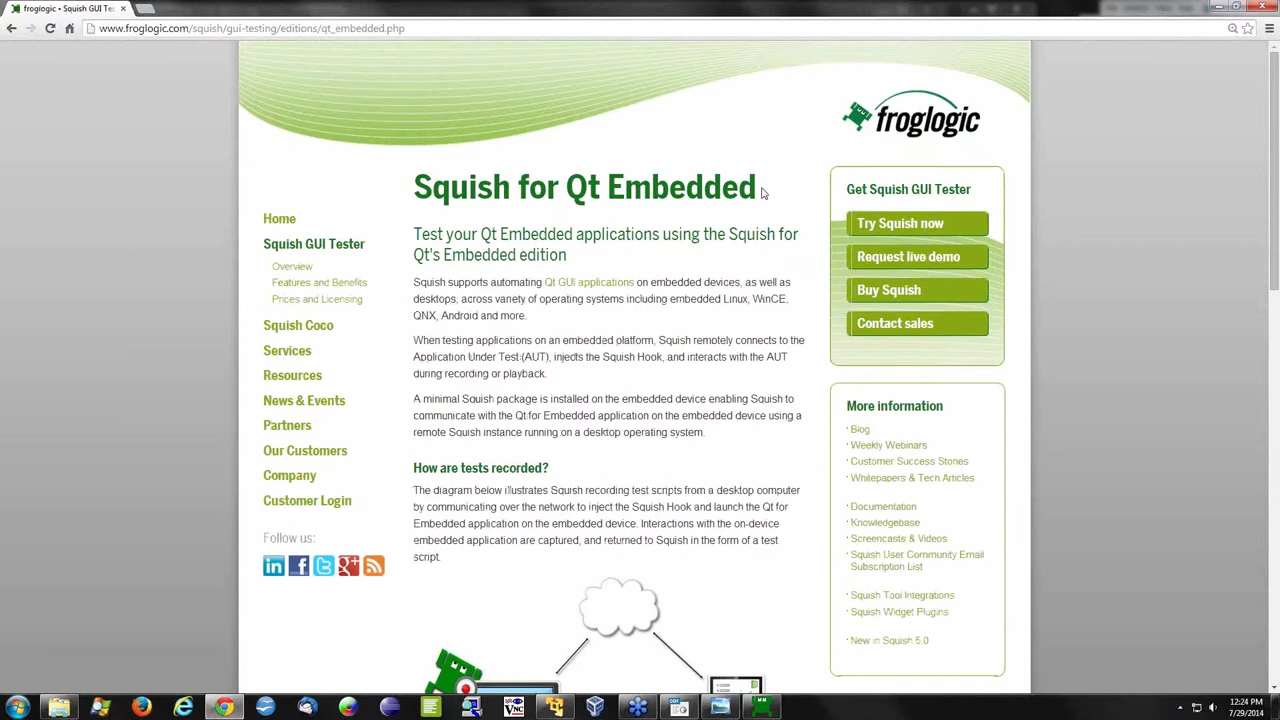 froglogic • Squish GUI Tes
www.froglogic.com/squish/gui-testing/editions/qt_embedded.php
froglogic
Squish for Qt Embedded
Home
Squish GUI Tester
Overview
Features and Benefits
Prices and Licensing
Squish Coco
Services
Resources
News & Events
Partners
Our Customers
Company
Customer Login
Follow us:
Test your Qt Embedded applications using the Squish for
Qt's Embedded edition
Squish supports automating Qt GUI applications on embedded devices, as well as
desktops; across variety of operating systems including embedded Linux, WinCE,
QNX, Android and more.
When testing applications on an embedded platform, Squish remotely connects to the
Application Under Test (AUT), injects the Squish Hook, and interacts with the AUT
during recording or playback.
A minimal Squish package is installed on the embedded device enabling Squish to
communicate with the Qt for Embedded application on the embedded device using a
remote Squish instance running on a desktop operating system.
How are tests recorded?
The diagram below illustrates Squish recording test scripts from a desktop computer
by communicating over the network to inject the Squish Hook and launch the Qt for
Embedded application on the embedded device. Interactions with the on-device
embedded application are captured, and returned to Squish in the form of a test
script.
Get Squish GUI Tester
Try Squish now
Request live demo
Buy Squish
Contact sales
More information
Blog
Weekly Webinars
Customer Success Stories
Whitepapers & Tech Articles
Documentation
Knowledgebase
Screencasts & Videos
Squish User Community Email
Subscription List
Squish Tool Integrations
Squish Widget Plugins
New in Squish 5.0
12:24 PM
7/29/2014